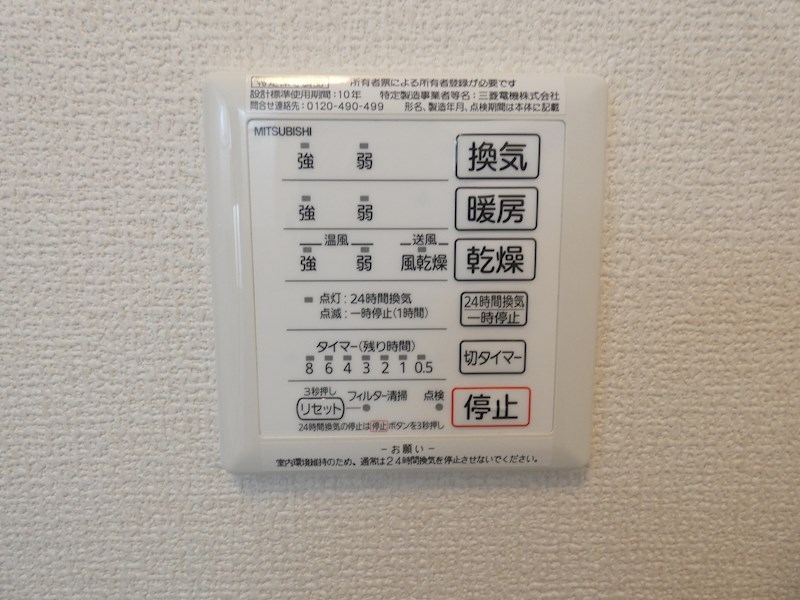 特定保守製品 所有者票による所有者登録が必要です
設計標準使用期間：10年 特定製造事業者等名：三菱電機株式会社
問合せ連絡先：0120-490-499 形名、製造年月、点検期間は本体に記載
MITSUBISHI
強 弱 換気
強 弱 暖房
温風 送風
強 弱 風乾燥 乾燥
点灯：24時間換気
点滅：一時停止(1時間)
24時間換気
一時停止
タイマー(残り時間)
8 6 4 3 2 1 0.5
切タイマー
3秒押し
リセット フィルター清掃 点検 停止
24時間換気の停止は停止ボタンを3秒押し
－お願い－
室内環境維持のため。通常は24時間換気を停止させないでください。